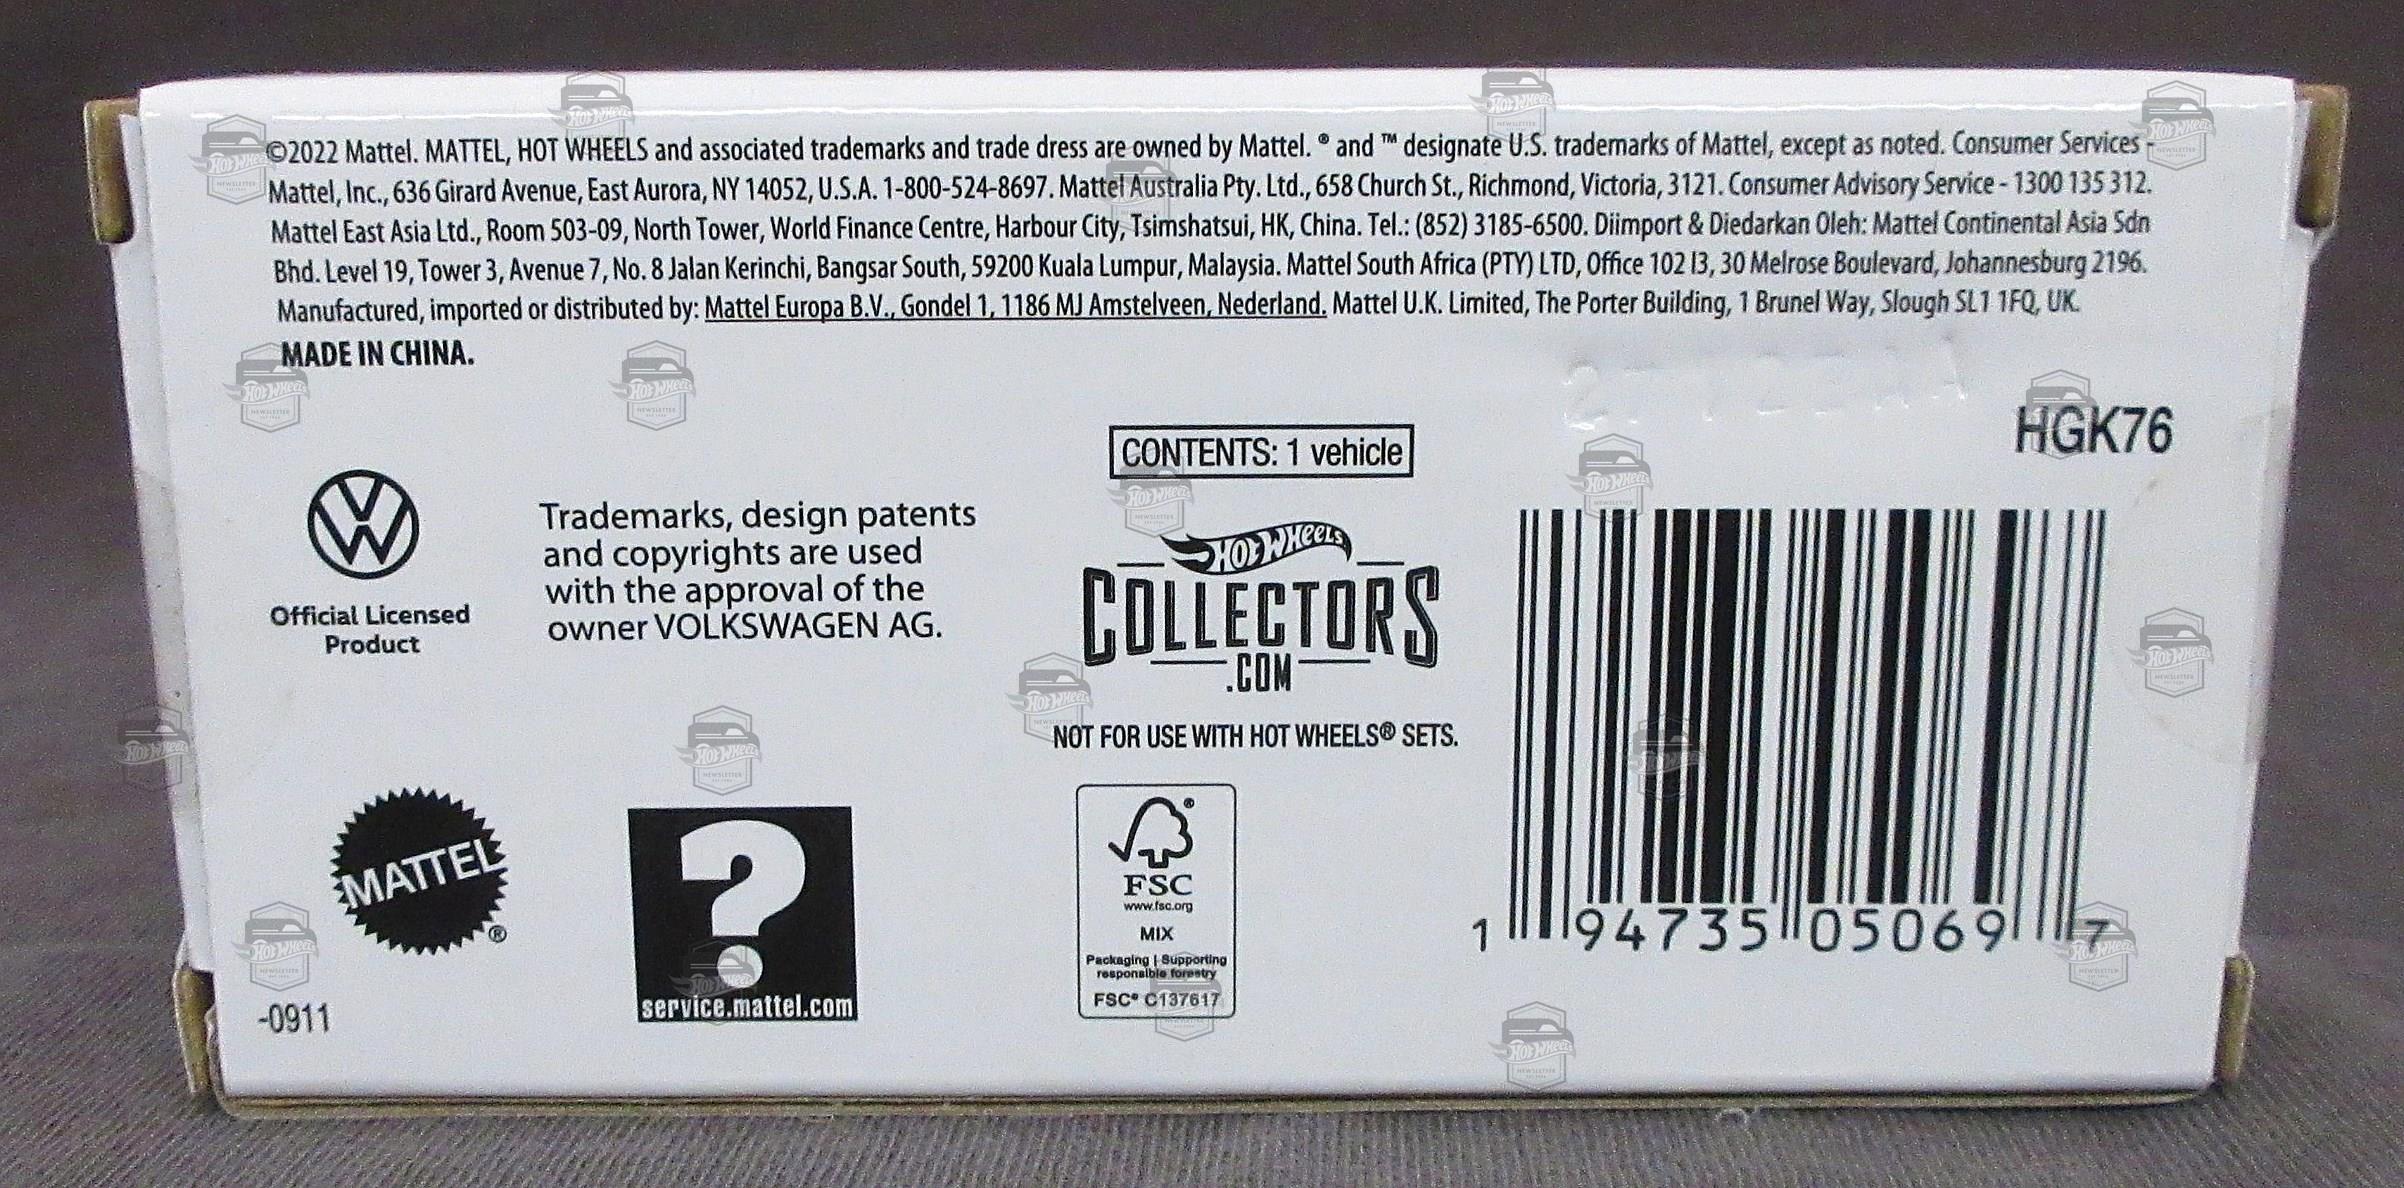 ©2022 Mattel. MATTEL, HOT WHEELS and associated trademarks and trade dress are owned by Mattel. ® and ™ designate U.S. trademarks of Mattel, except as noted. Consumer Services -
Mattel, Inc., 636 Girard Avenue, East Aurora, NY 14052, U.S.A. 1-800-524-8697. Mattel Australia Pty. Ltd., 658 Church St., Richmond, Victoria, 3121. Consumer Advisory Service - 1300 135 312.
Mattel East Asia Ltd., Room 503-09, North Tower, World Finance Centre, Harbour City, Tsimshatsui, HK, China. Tel.: (852) 3185-6500. Diimport & Diedarkan Oleh: Mattel Continental Asia Sdn
Bhd. Level 19, Tower 3, Avenue 7, No. 8 Jalan Kerinchi, Bangsar South, 59200 Kuala Lumpur, Malaysia. Mattel South Africa (PTY) LTD, Office 102 I3, 30 Melrose Boulevard, Johannesburg 2196.
Manufactured, imported or distributed by: Mattel Europa B.V., Gondel 1, 1186 MJ Amstelveen, Nederland. Mattel U.K. Limited, The Porter Building, 1 Brunel Way, Slough SL1 1FQ, UK.
MADE IN CHINA.
HGK76
CONTENTS: 1 vehicle
Official Licensed
Product
Trademarks, design patents
and copyrights are used
with the approval of the
owner VOLKSWAGEN AG.
HOT WHEELS
COLLECTORS
.COM
NOT FOR USE WITH HOT WHEELS® SETS.
MATTEL®
service.mattel.com
FSC
www.fsc.org
MIX
Packaging | Supporting
responsible forestry
FSC® C137617
1 94735 05069 7
-0911
HOT WHEELS
NEWSLETTER